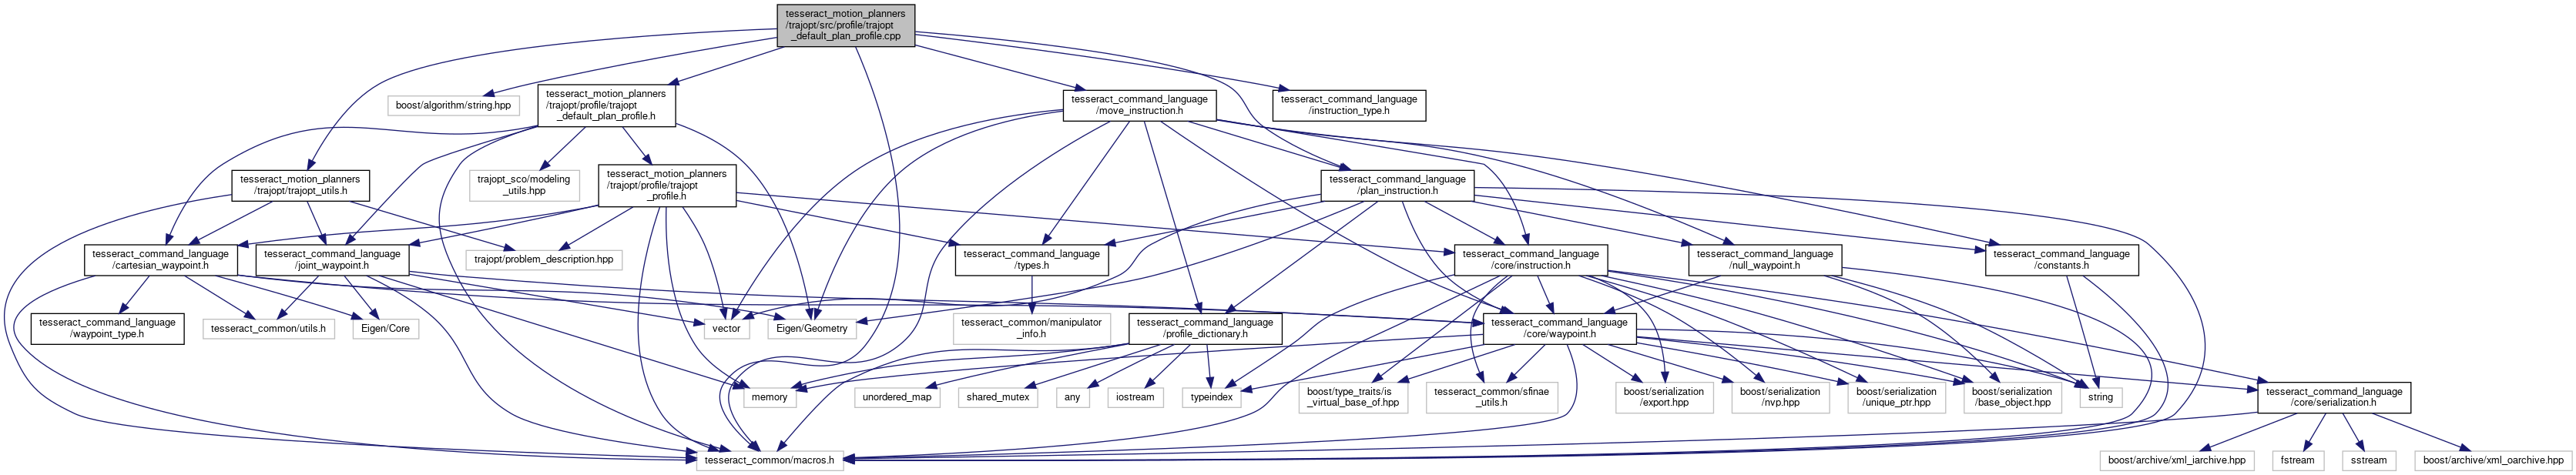 tesseract_motion_planners
/trajopt/src/profile/trajopt
_default_plan_profile.cpp
boost/algorithm/string.hpp
tesseract_motion_planners
/trajopt/profile/trajopt
_default_plan_profile.h
tesseract_command_language
/move_instruction.h
tesseract_command_language
/instruction_type.h
tesseract_motion_planners
/trajopt/trajopt_utils.h
trajopt_sco/modeling
_utils.hpp
tesseract_motion_planners
/trajopt/profile/trajopt
_profile.h
tesseract_command_language
/plan_instruction.h
tesseract_command_language
/cartesian_waypoint.h
tesseract_command_language
/joint_waypoint.h
trajopt/problem_description.hpp
tesseract_command_language
/types.h
tesseract_command_language
/core/instruction.h
tesseract_command_language
/null_waypoint.h
tesseract_command_language
/constants.h
tesseract_command_language
/waypoint_type.h
tesseract_common/utils.h
Eigen/Core
vector
Eigen/Geometry
tesseract_common/manipulator
_info.h
tesseract_command_language
/profile_dictionary.h
tesseract_command_language
/core/waypoint.h
memory
unordered_map
shared_mutex
any
iostream
typeindex
boost/type_traits/is
_virtual_base_of.hpp
tesseract_common/sfinae
_utils.h
boost/serialization
/export.hpp
boost/serialization
/nvp.hpp
boost/serialization
/unique_ptr.hpp
boost/serialization
/base_object.hpp
string
tesseract_command_language
/core/serialization.h
tesseract_common/macros.h
boost/archive/xml_iarchive.hpp
fstream
sstream
boost/archive/xml_oarchive.hpp